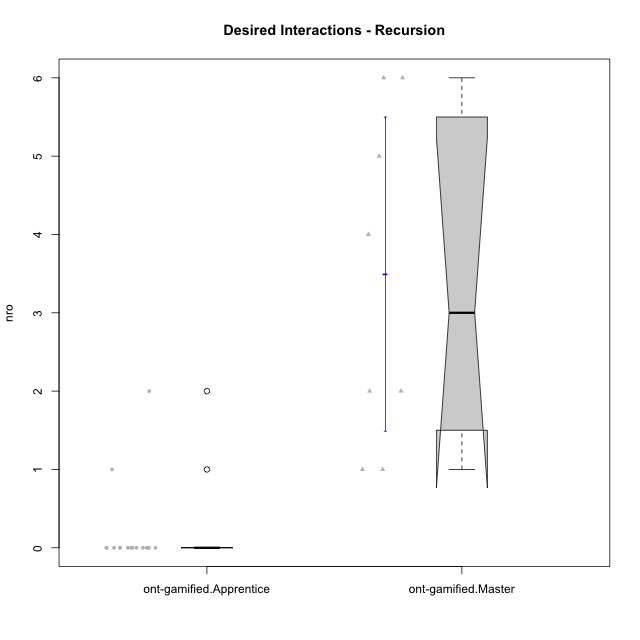 Desired Interactions - Recursion
6
5
4
3
2
1
0
nro
ont-gamified.Apprentice
ont-gamified.Master